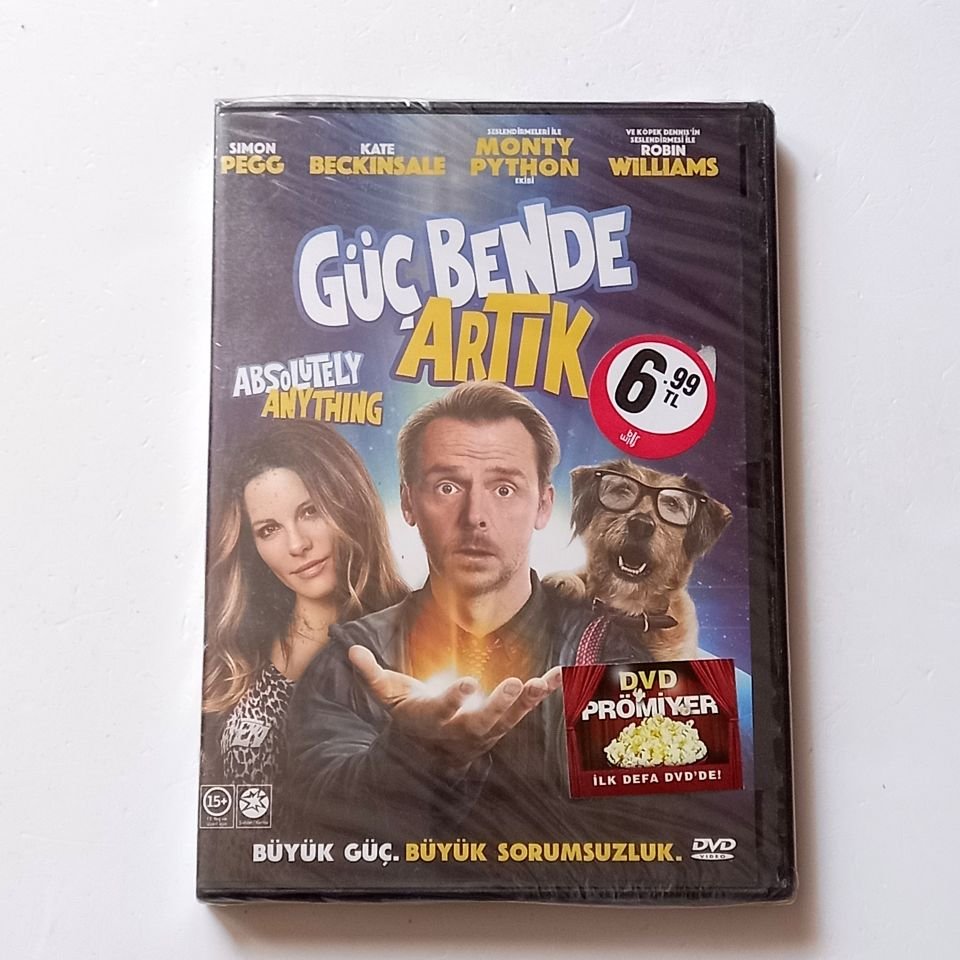 SIMON
PEGG
KATE
BECKINSALE
SESLENDİRMELERİ İLE
MONTY
PYTHON
EKİBİ
VE KÖPEK DENNIS'İN
SESLENDİRMESİ İLE
ROBIN
WILLIAMS
GÜÇ BENDE
ARTIK
ABSOLUTELY
ANYTHING
6.99
TL
DVD
PRÖMİYER
İLK DEFA DVD'DE!
15+
BÜYÜK GÜÇ. BÜYÜK SORUMSUZLUK.
DVD
VIDEO